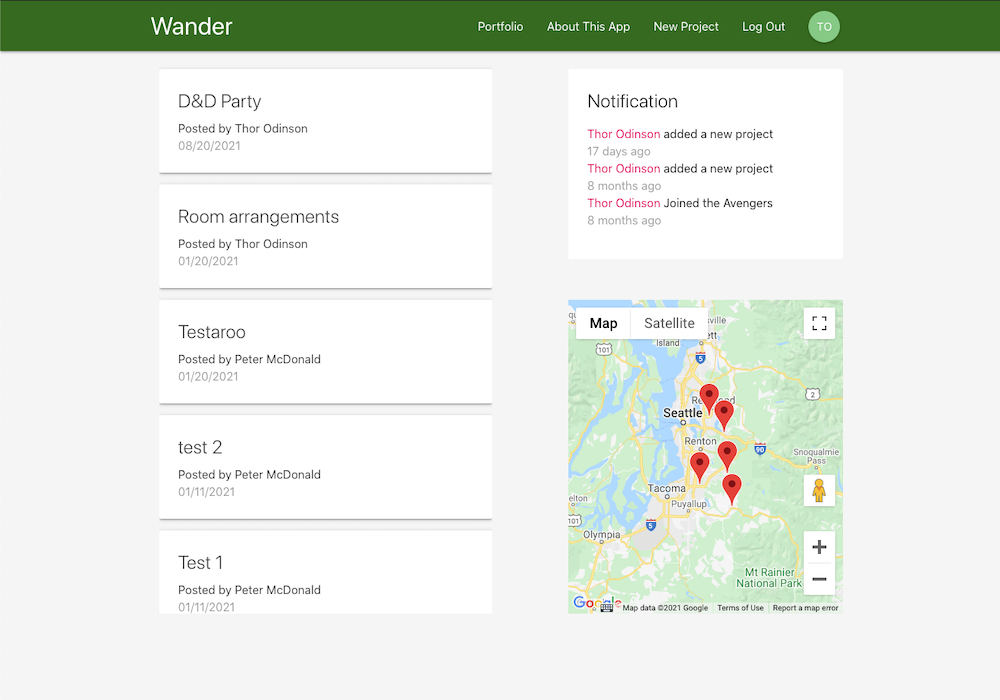 Wander
Portfolio
About This App
New Project
Log Out
TO
D&D Party
Posted by Thor Odinson
08/20/2021
Room arrangements
Posted by Thor Odinson
01/20/2021
Testaroo
Posted by Peter McDonald
01/20/2021
test 2
Posted by Peter McDonald
01/11/2021
Test 1
Posted by Peter McDonald
01/11/2021
Notification
Thor Odinson added a new project
17 days ago
Thor Odinson added a new project
8 months ago
Thor Odinson Joined the Avengers
8 months ago
Map
Satellite
ville
Island
ett
101
5
2
Seattle
Renton
90
Snoqualmie
Pass
Tacoma
Puyallup
elton
101
5
Olympia
Mt Rainier
National Park
Google
Map data ©2021 Google
Terms of Use
Report a map error